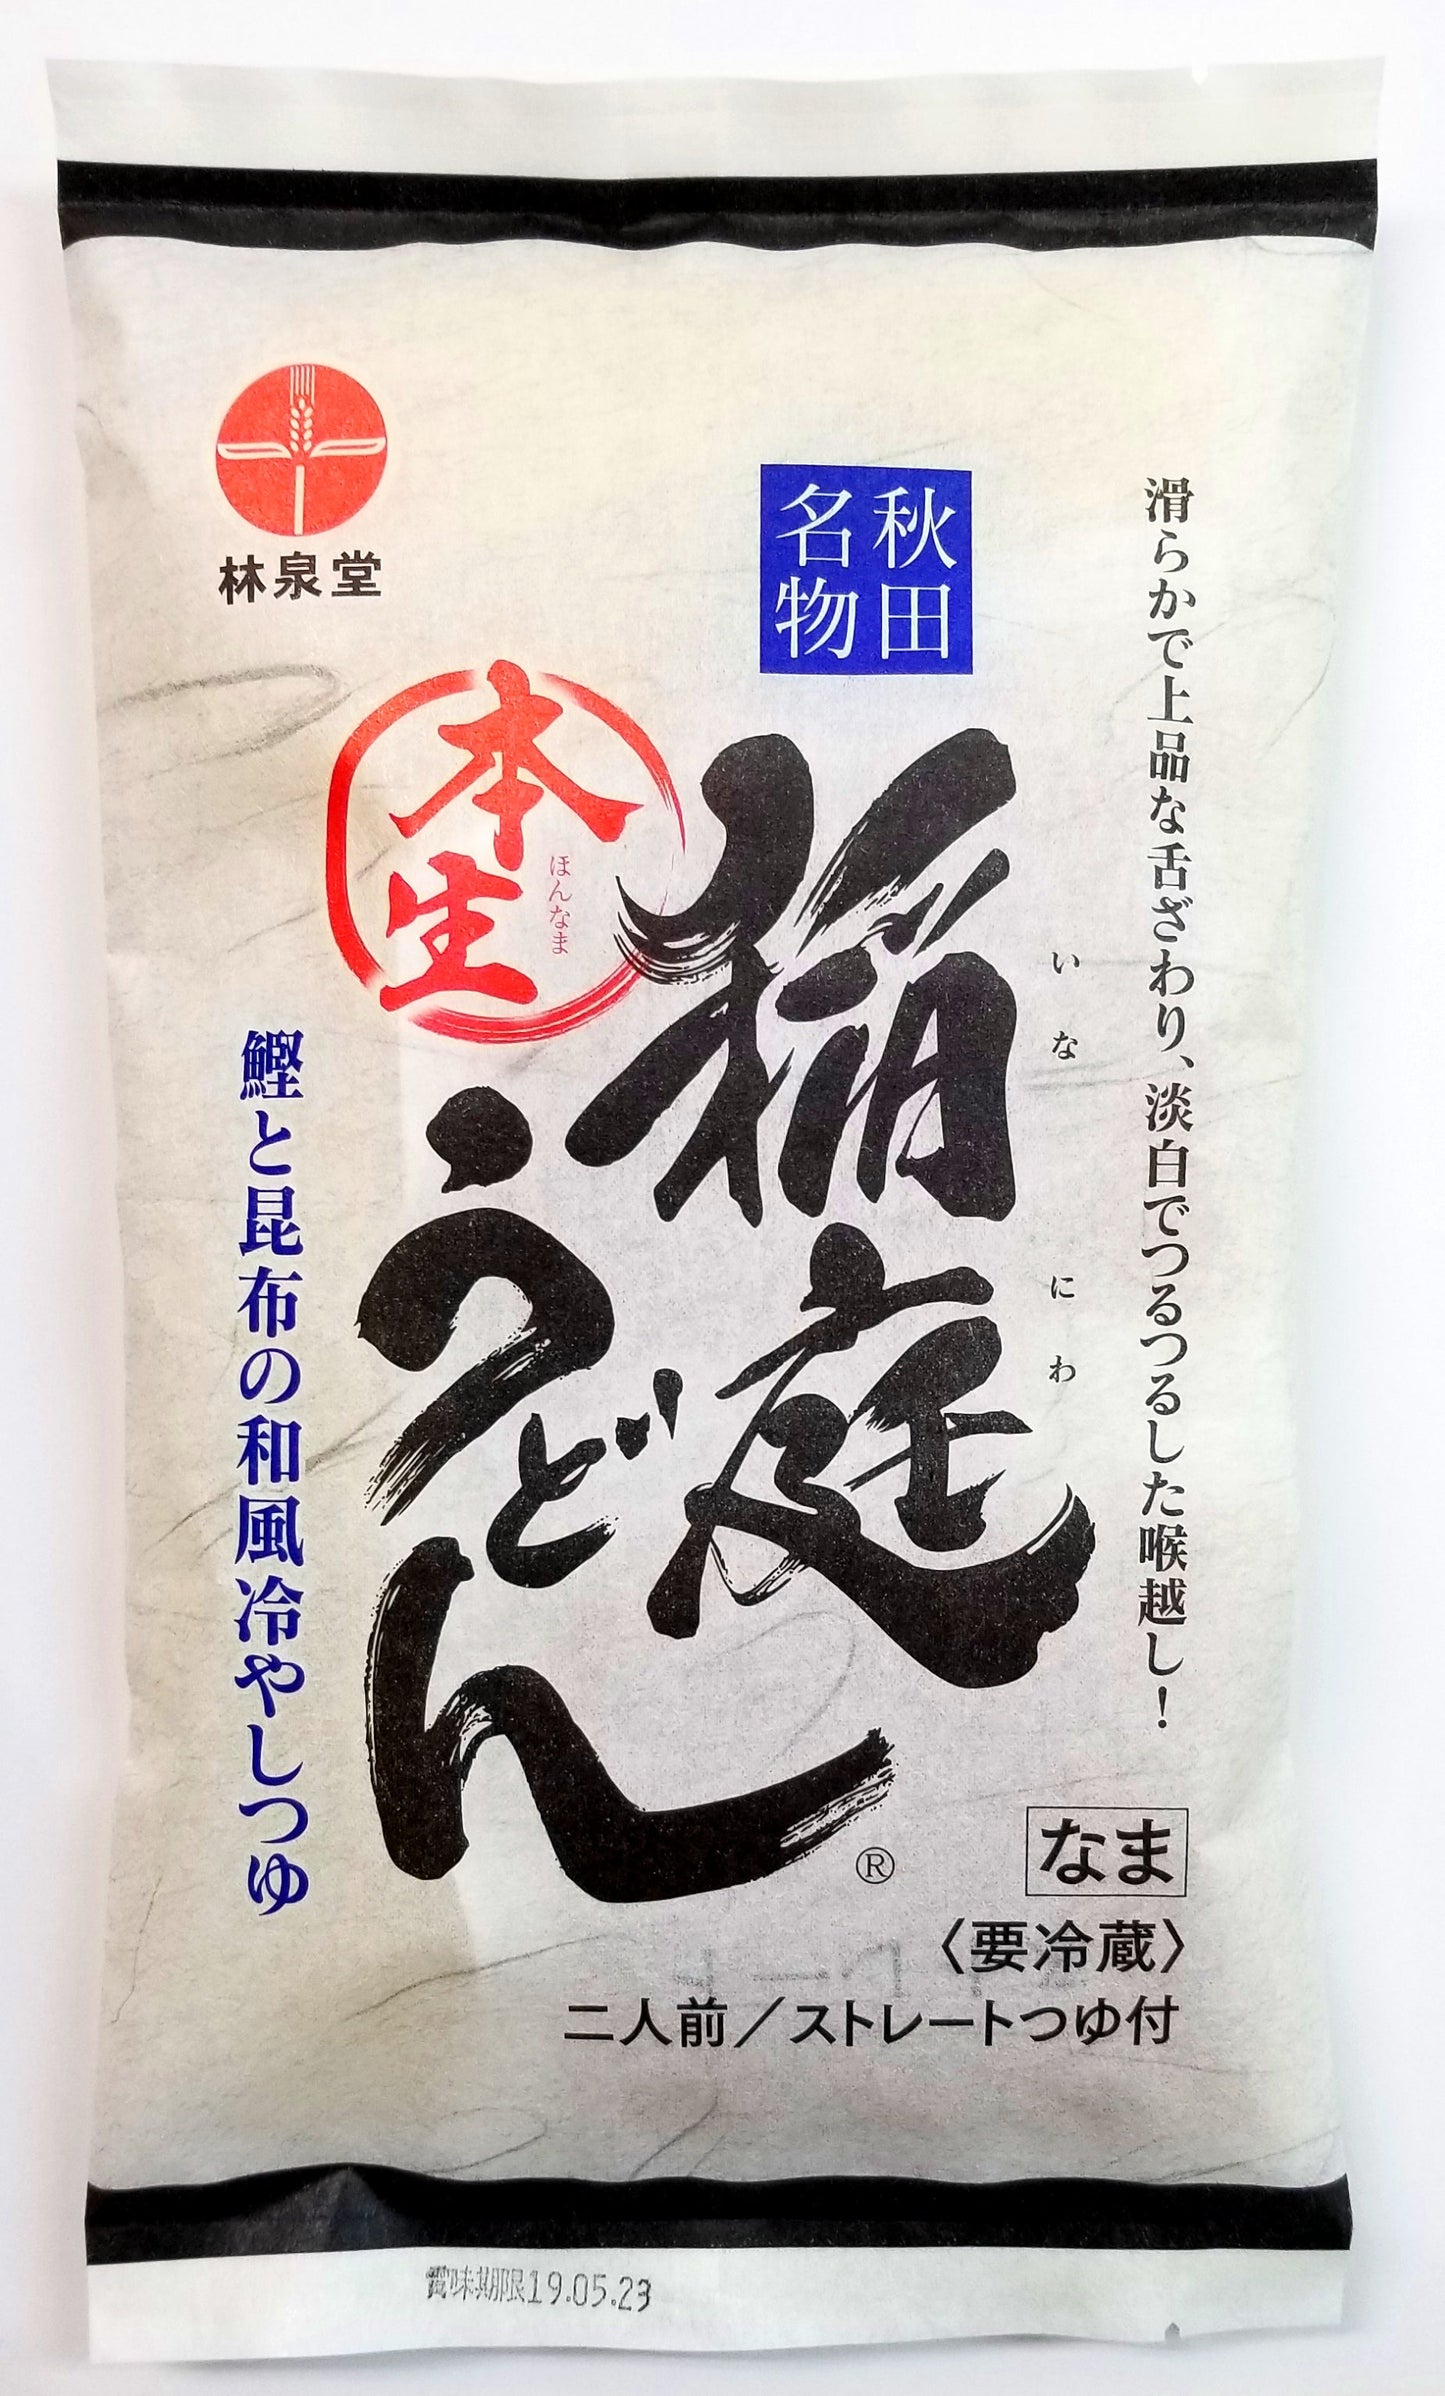 林泉堂
秋田
名物
滑らかで上品な舌ざわり、淡白でつるつるした喉越し!
稲庭
いなにわ
うどん
®
本生
ほんなま
鰹と昆布の和風冷やしつゆ
なま
〈要冷蔵〉
二人前/ストレートつゆ付
賞味期限19.05.23